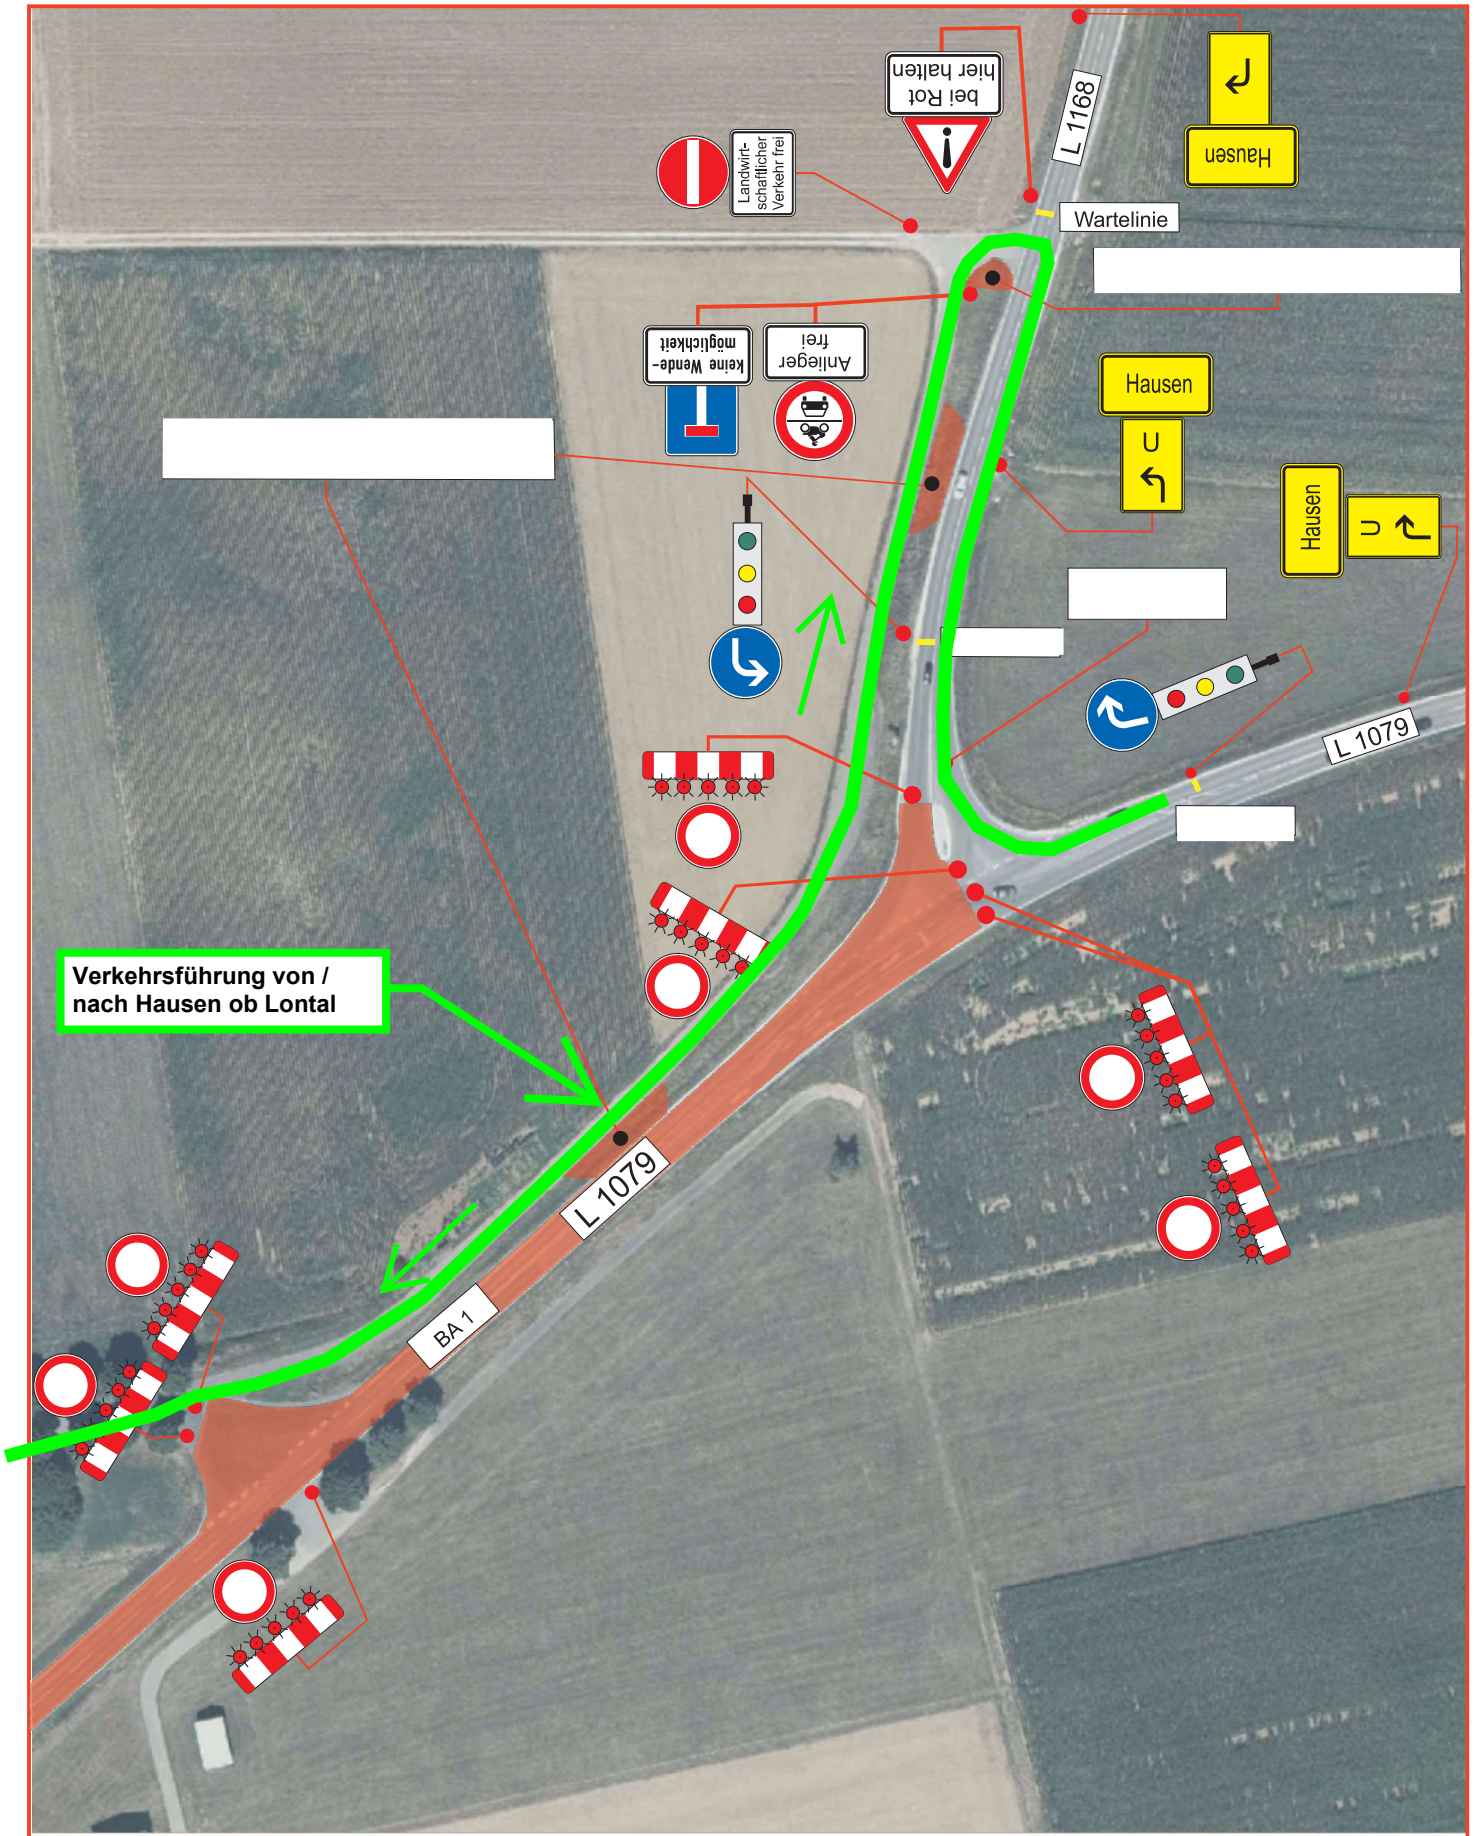 bei Rot
hier halten
L 1168
Hausen
Landwirt-
schaftlicher
Verkehr frei
Wartelinie
keine Wende-
möglichkeit
Anlieger
frei
Hausen
U
Hausen
U
L 1079
Verkehrsführung von /
nach Hausen ob Lontal
L 1079
BA 1